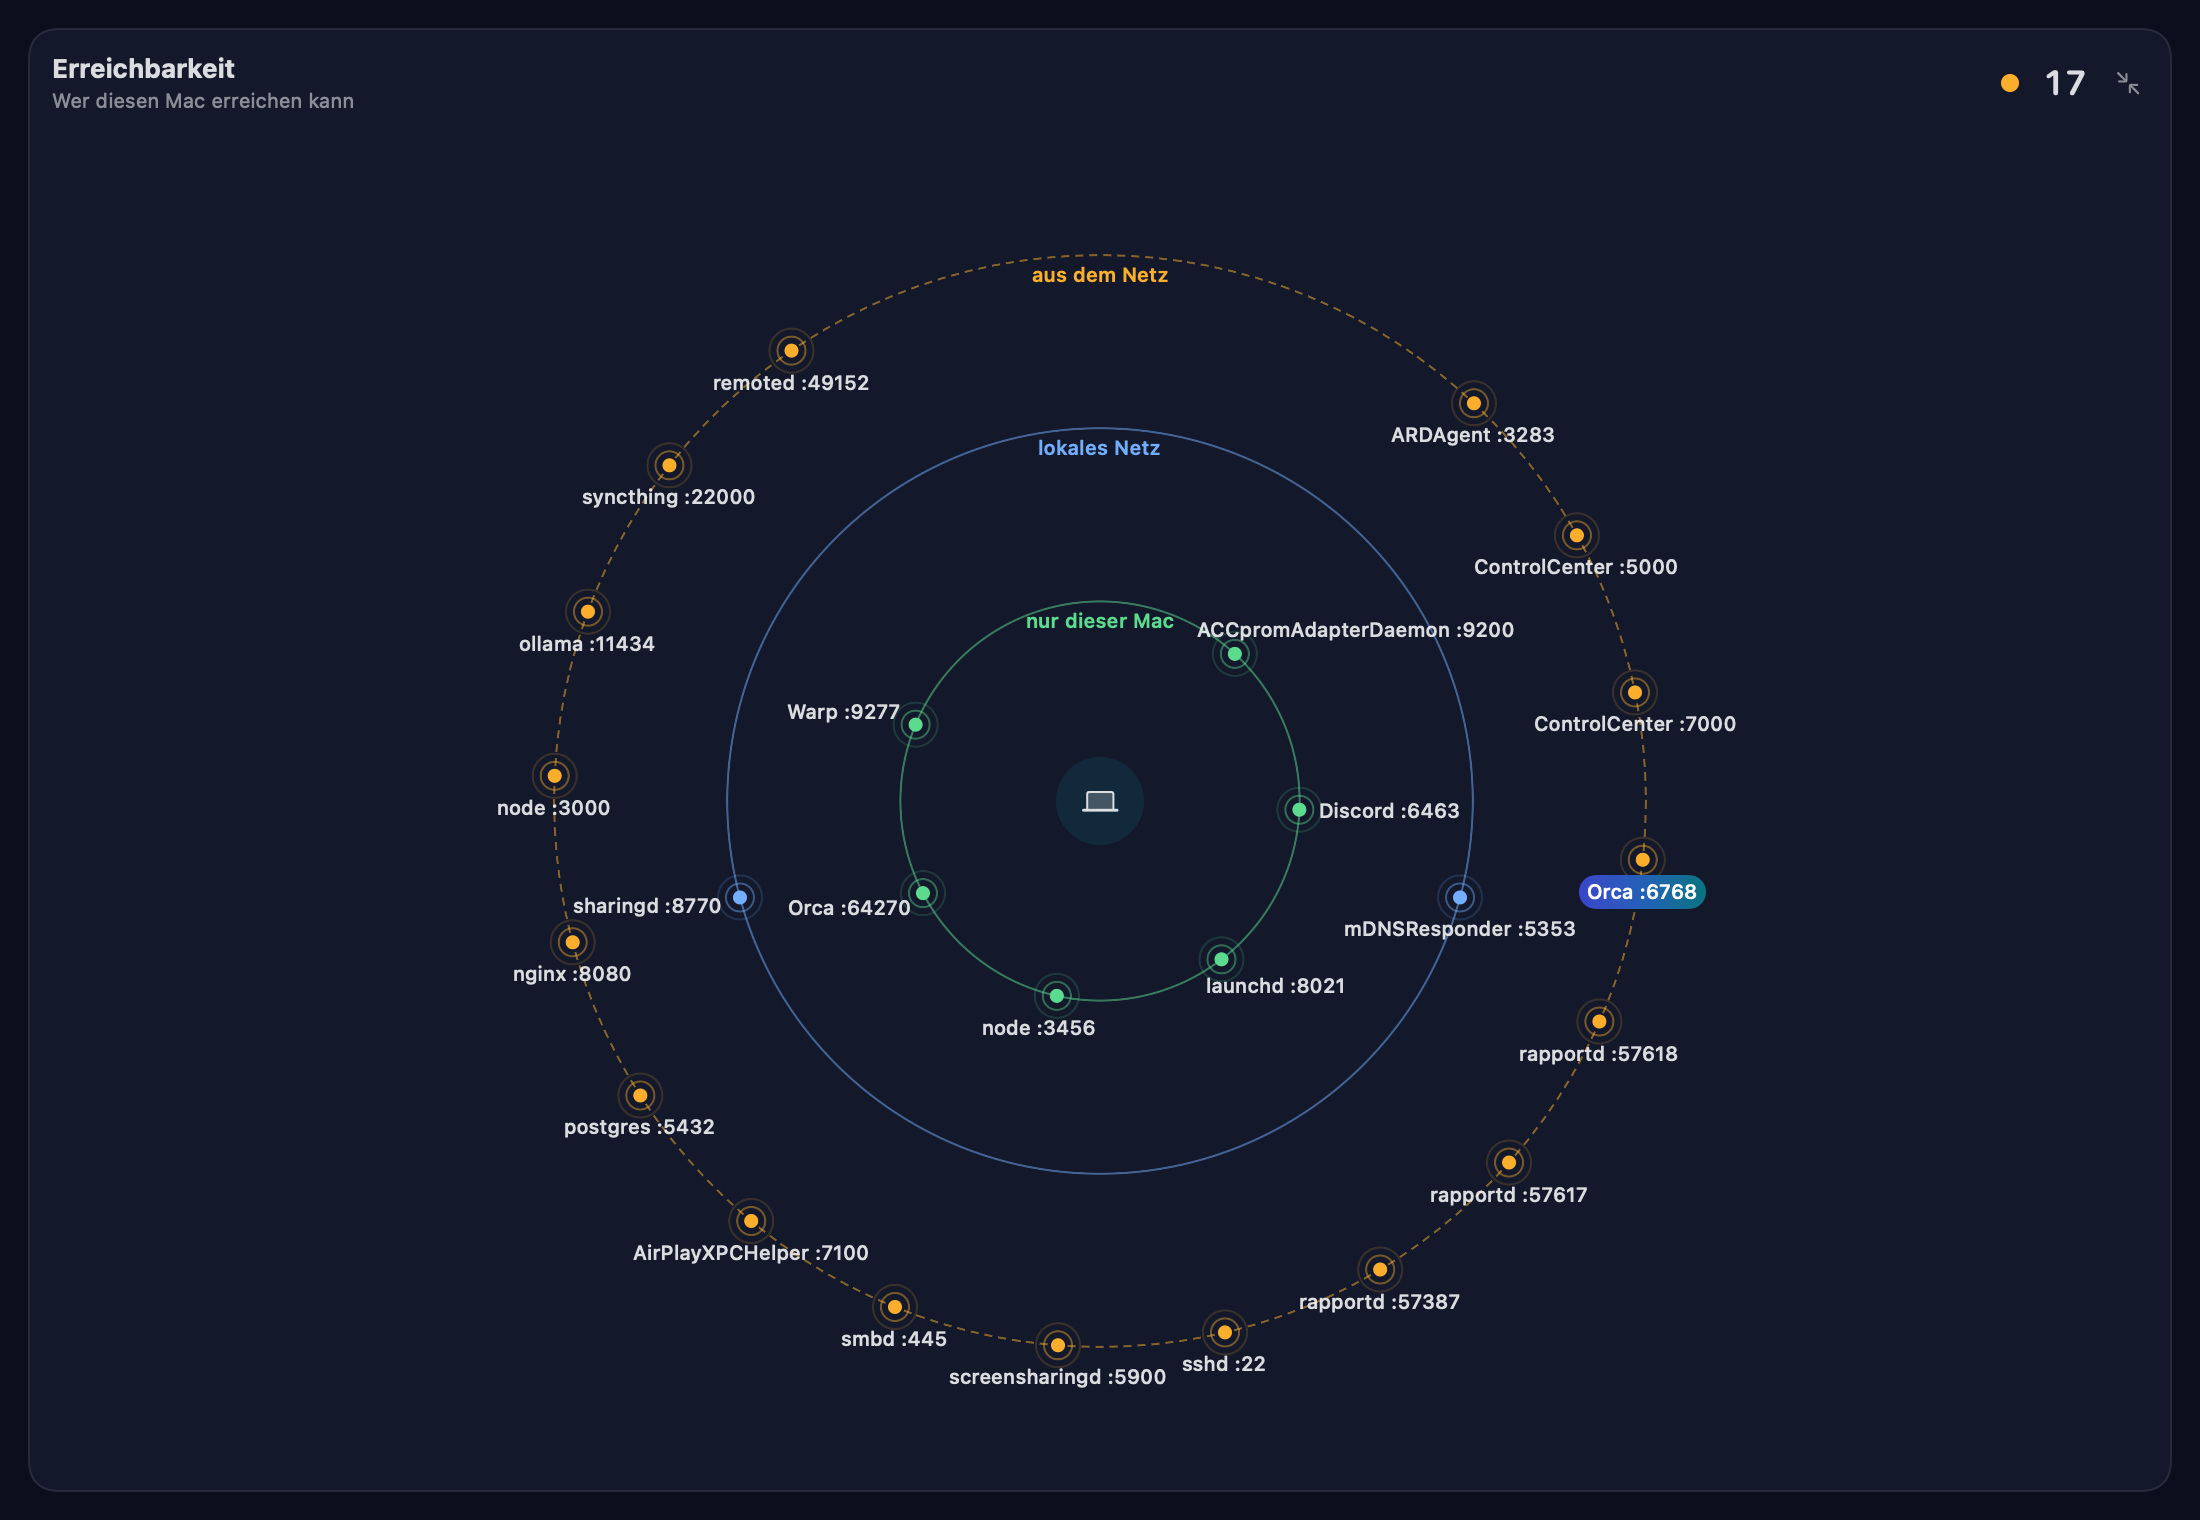 Erreichbarkeit
Wer diesen Mac erreichen kann
17
aus dem Netz
remoted :49152
ARDAgent :3283
lokales Netz
syncthing :22000
ControlCenter :5000
nur dieser Mac
ACCpromAdapterDaemon :9200
ollama :11434
Warp :9277
ControlCenter :7000
node :3000
Discord :6463
Orca :6768
sharingd :8770
Orca :64270
mDNSResponder :5353
nginx :8080
launchd :8021
node :3456
rapportd :57618
postgres :5432
rapportd :57617
AirPlayXPCHelper :7100
rapportd :57387
smbd :445
sshd :22
screensharingd :5900